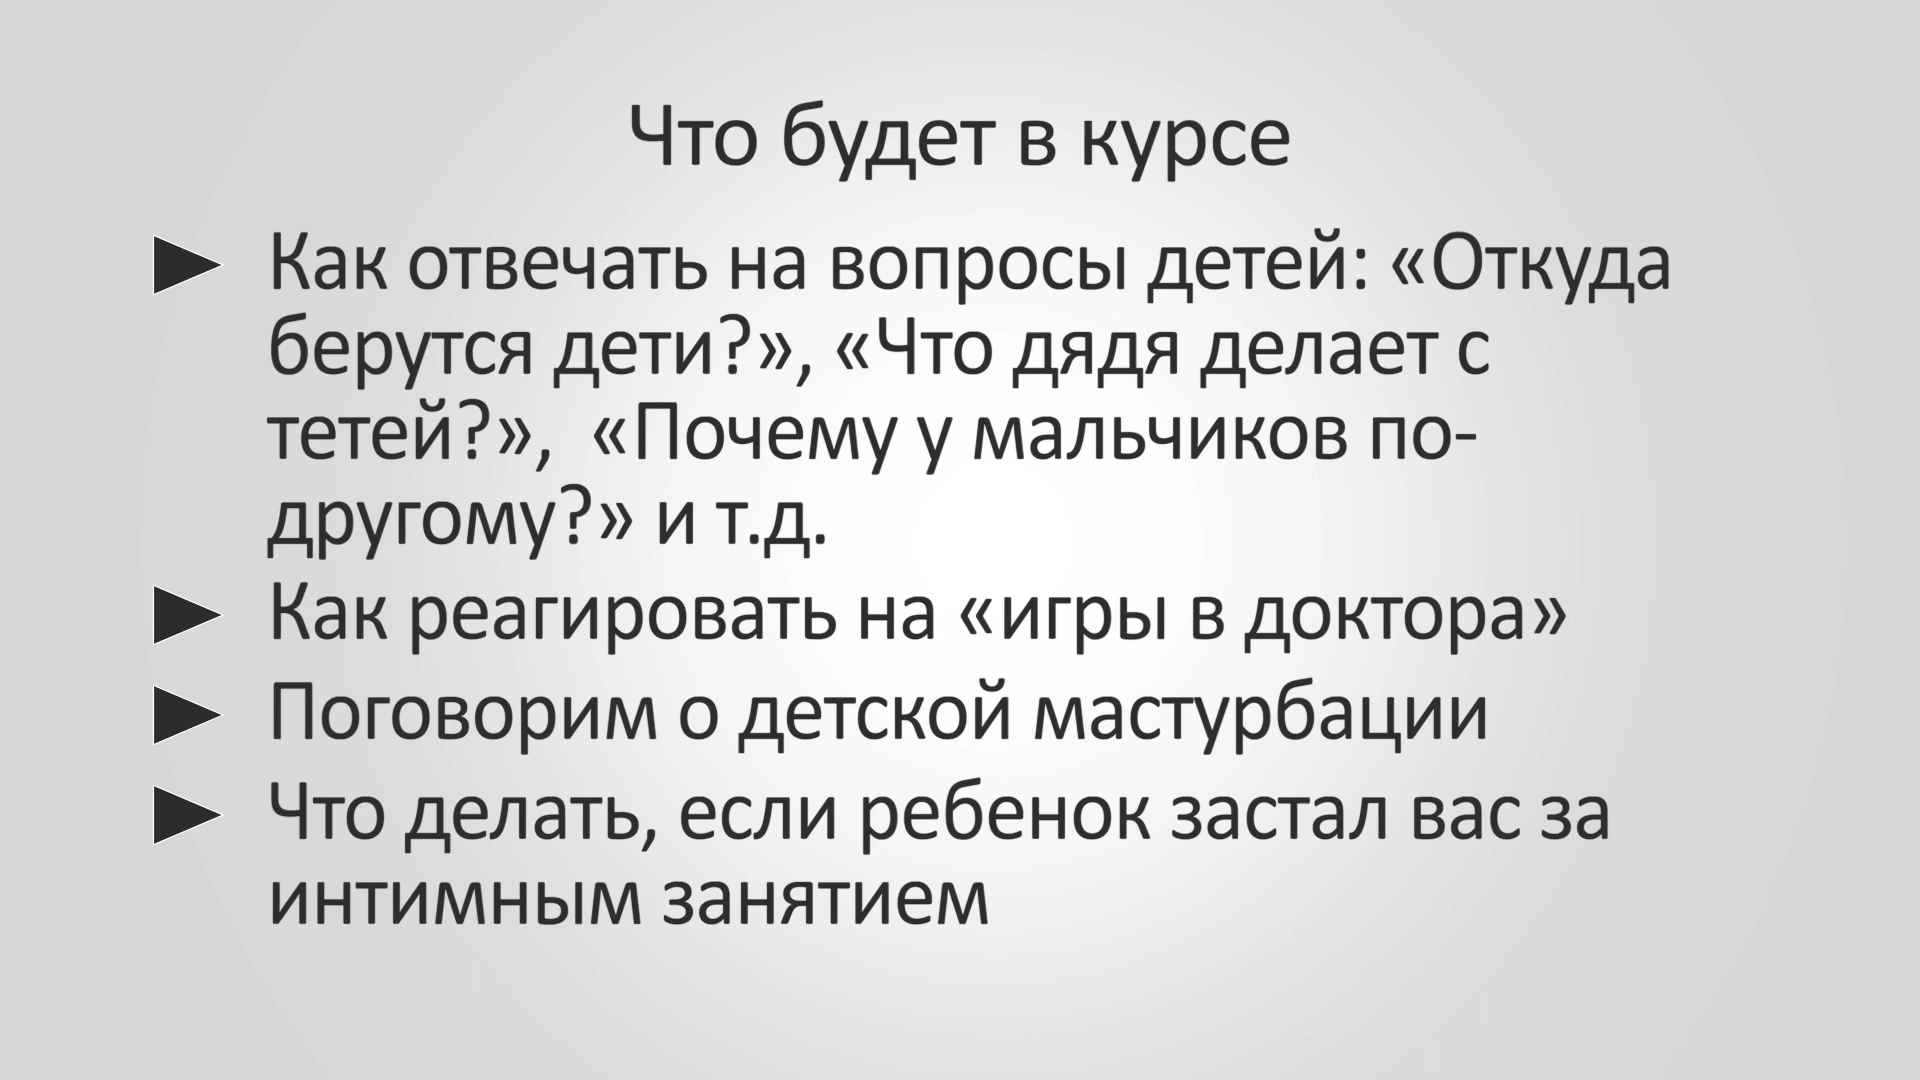 Что будет в курсе
Как отвечать на вопросы детей: «Откуда
берутся дети?», «Что дядя делает с
тетей?», «Почему у мальчиков по-
другому?» и т.д.
Как реагировать на «игры в доктора»
Поговорим о детской мастурбации
Что делать, если ребенок застал вас за
интимным занятием